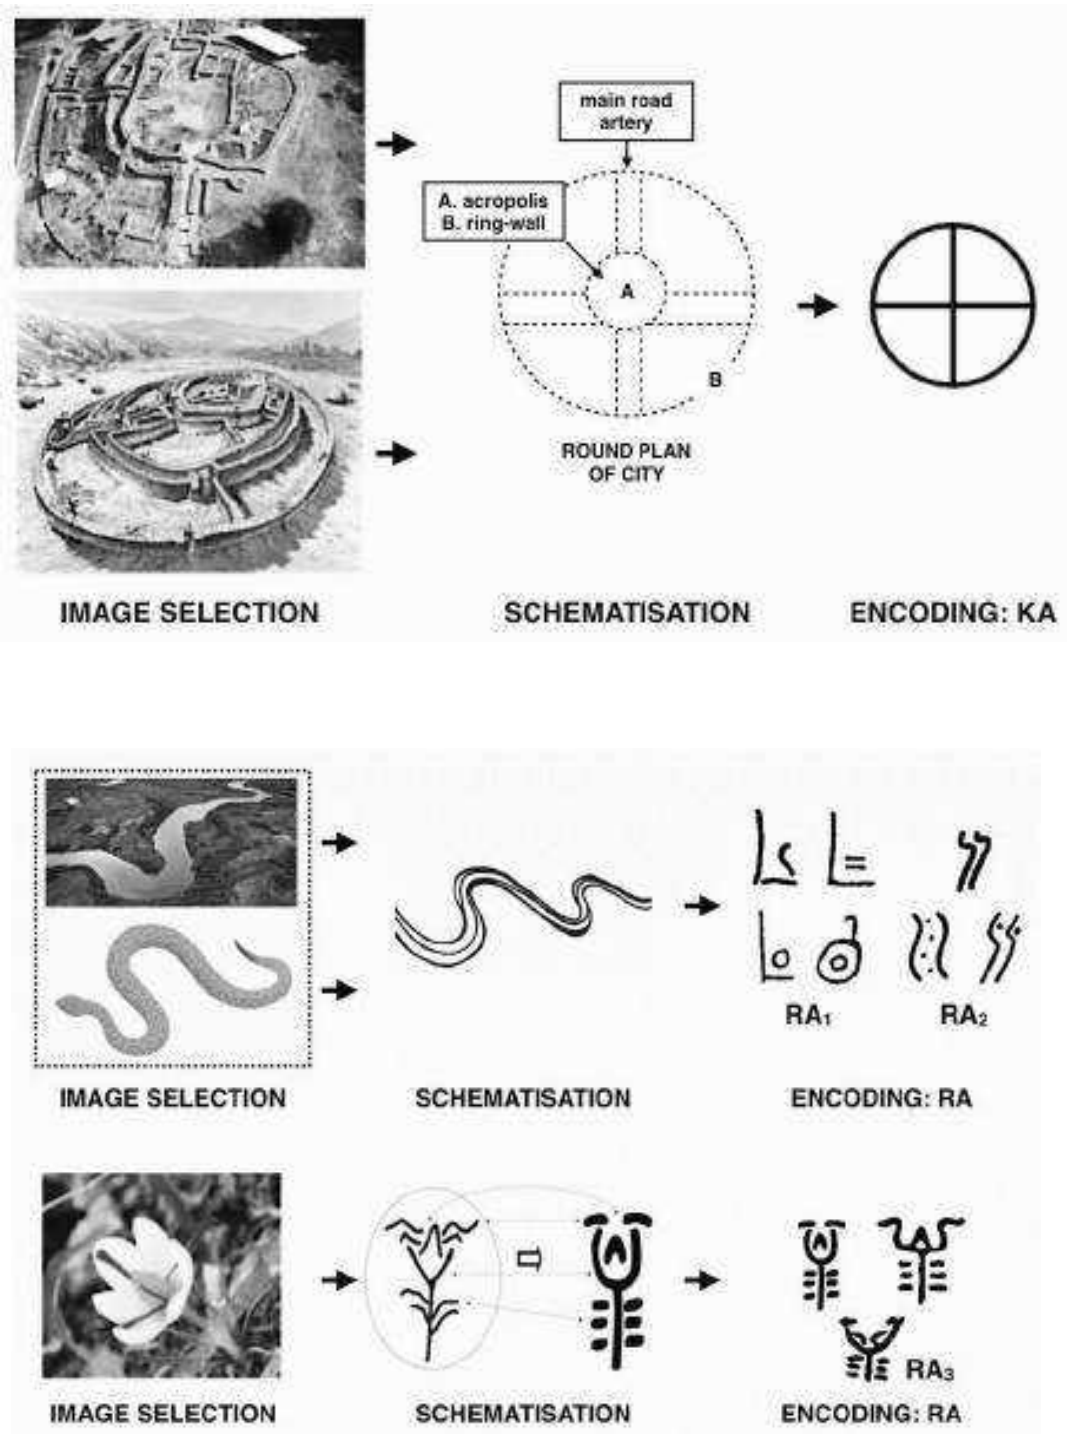 main road
artery
A. acropolis
B. ring-wall
A
B
ROUND PLAN
OF CITY
IMAGE SELECTION
SCHEMATISATION
ENCODING: KA
RA₁
RA₂
IMAGE SELECTION
SCHEMATISATION
ENCODING: RA
RA₃
IMAGE SELECTION
SCHEMATISATION
ENCODING: RA